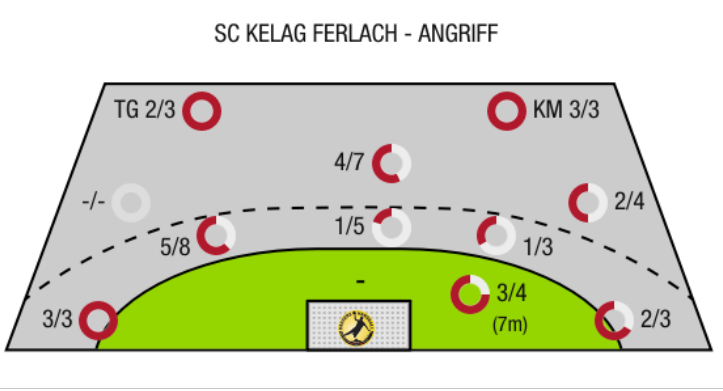 SC KELAG FERLACH - ANGRIFF
TG 2/3
KM 3/3
4/7
-/-
2/4
5/8
1/5
1/3
-
3/4
(7m)
3/3
2/3